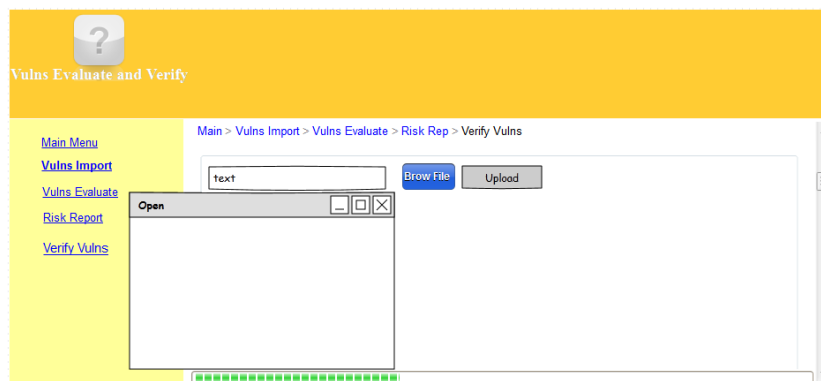 ?
Vulns Evaluate and Verify
Main > Vulns Import > Vulns Evaluate > Risk Rep > Verify Vulns
Main Menu
Vulns Import
Vulns Evaluate
Risk Report
Verify Vulns
text
Brow File
Upload
Open